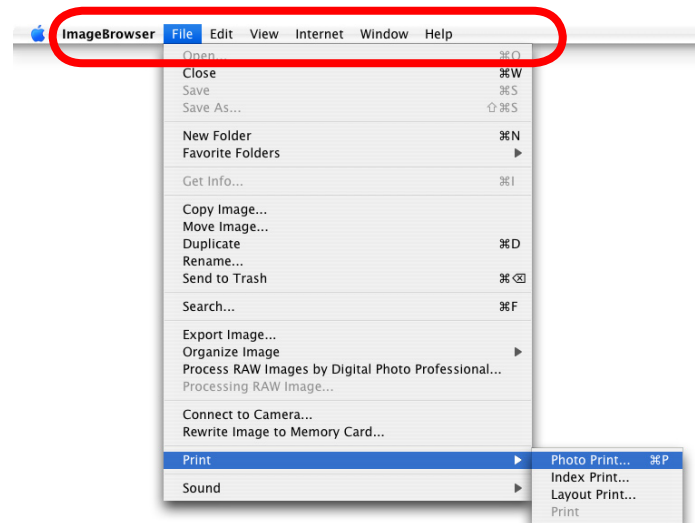 ImageBrowser File Edit View Internet Window Help
Open... ⌘O
Close ⌘W
Save ⌘S
Save As... ⇧⌘S
New Folder ⌘N
Favorite Folders
Get Info... ⌘I
Copy Image...
Move Image...
Duplicate ⌘D
Rename...
Send to Trash ⌘⌫
Search... ⌘F
Export Image...
Organize Image
Process RAW Images by Digital Photo Professional...
Processing RAW Image...
Connect to Camera...
Rewrite Image to Memory Card...
Print
Photo Print... ⌘P
Index Print...
Sound
Layout Print...
Print